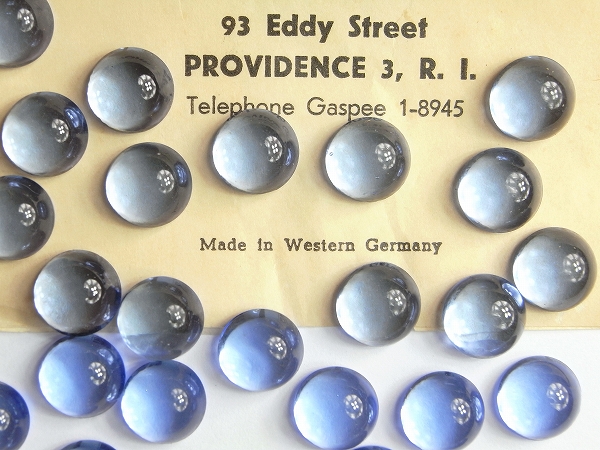 93 Eddy Street
PROVIDENCE 3, R. I.
Telephone Gaspee 1-8945
Made in Western Germany